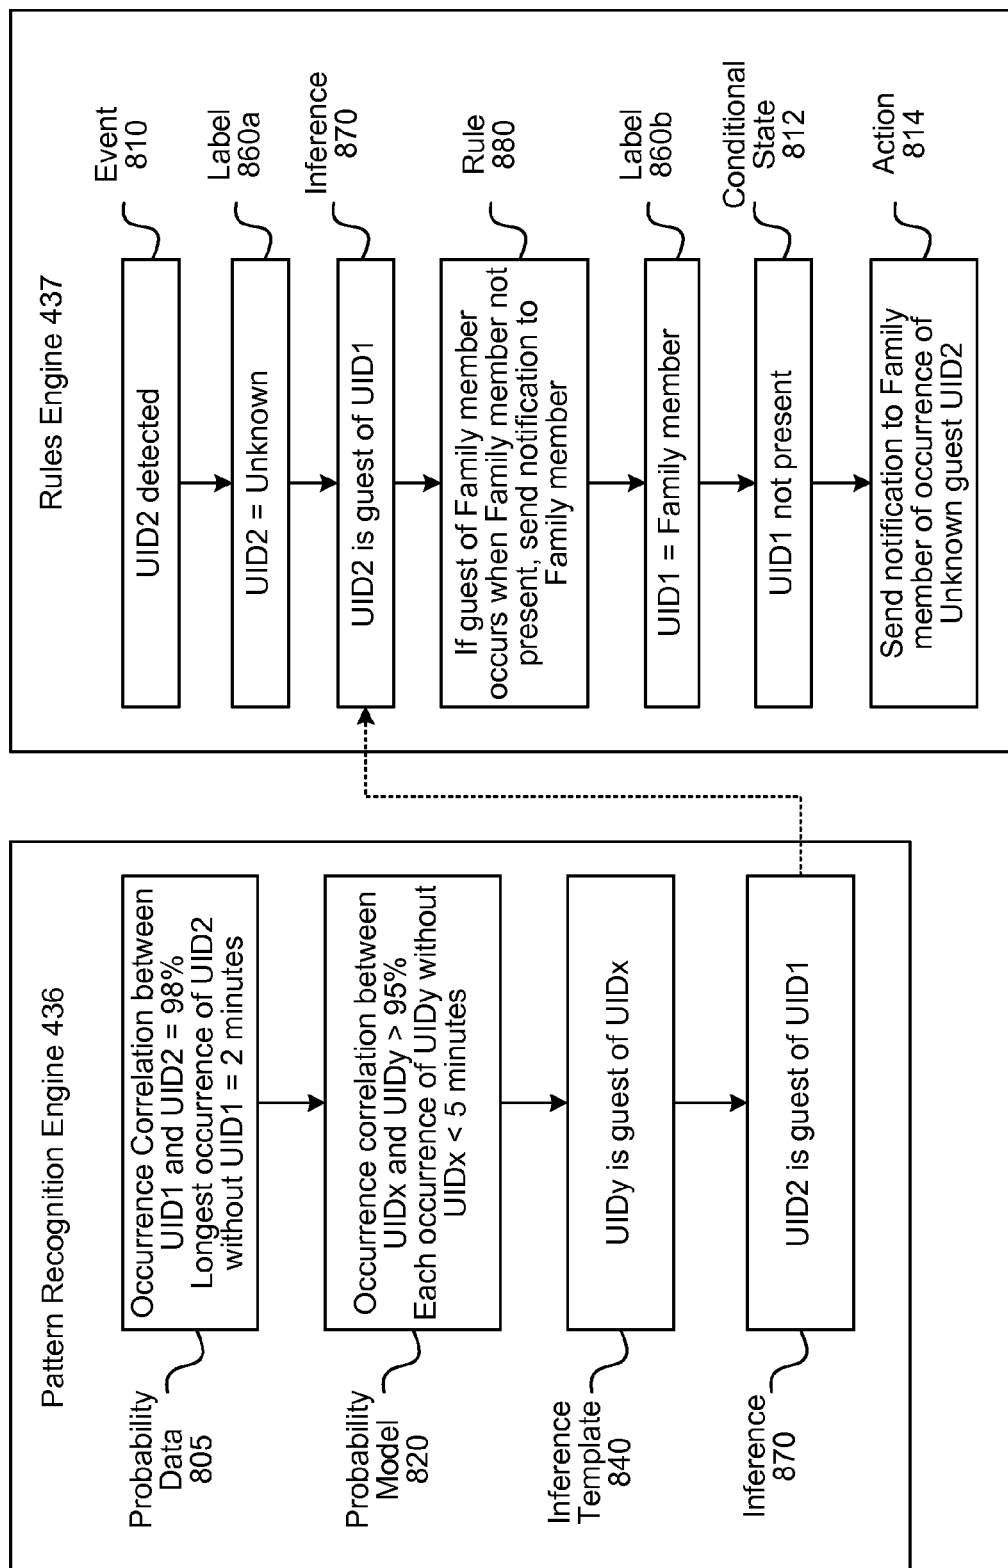 Pattern Recognition Engine 436
Probability
Data
805
Occurrence Correlation between
UID1 and UID2 = 98%
Longest occurrence of UID2
without UID1 = 2 minutes
Probability
Model
820
Occurrence correlation between
UIDx and UIDy > 95%
Each occurrence of UIDy without
UIDx < 5 minutes
Inference
Template
840
UIDy is guest of UIDx
Inference
870
UID2 is guest of UID1
Rules Engine 437
UID2 detected
Event
810
UID2 = Unknown
Label
860a
UID2 is guest of UID1
Inference
870
If guest of Family member
occurs when Family member not
present, send notification to
Family member
Rule
880
UID1 = Family member
Label
860b
UID1 not present
Conditional
State
812
Send notification to Family
member of occurrence of
Unknown guest UID2
Action
814